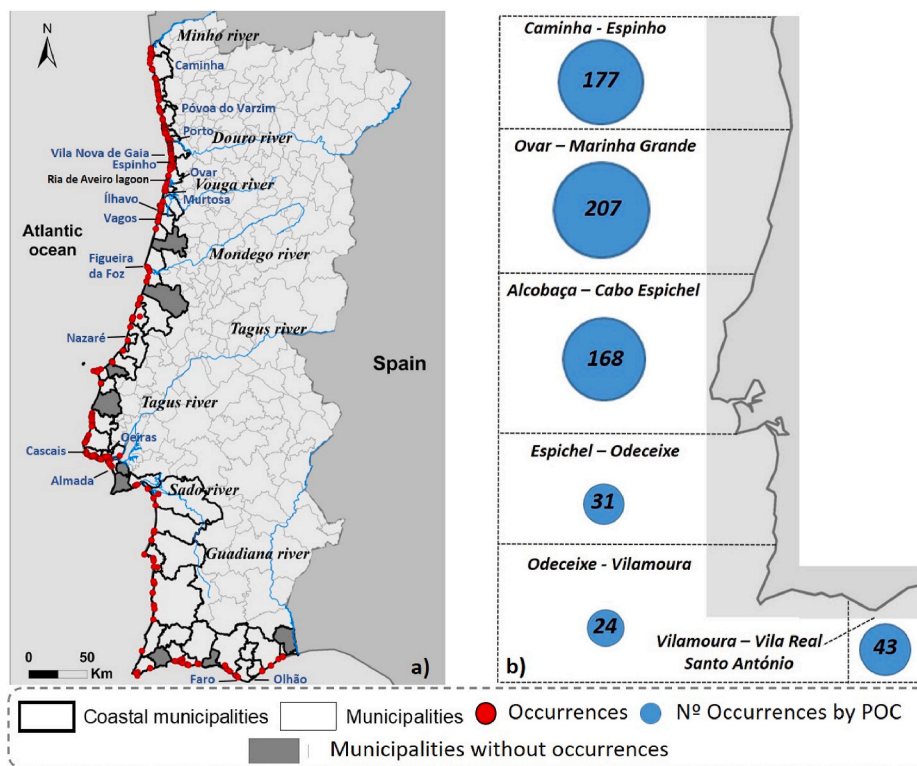 N
Minho river
Caminha
Póvoa do Varzim
Porto
Douro river
Vila Nova de Gaia
Espinho
Ria de Aveiro lagoon
Ovar
Vouga river
Murtosa
Ílhavo
Vagos
Atlantic
ocean
Figueira
da Foz
Mondego river
Nazaré
Tagus river
Spain
Tagus river
Oeiras
Cascais
Almada
Sado river
Guadiana river
0 50
Km
Faro
Olhão
a)
Caminha - Espinho
177
Ovar – Marinha Grande
207
Alcobaça – Cabo Espichel
168
Espichel – Odeceixe
31
Odeceixe - Vilamoura
24
Vilamoura – Vila Real
Santo António
43
b)
Coastal municipalities
Municipalities
Occurrences
Nº Occurrences by POC
Municipalities without occurrences